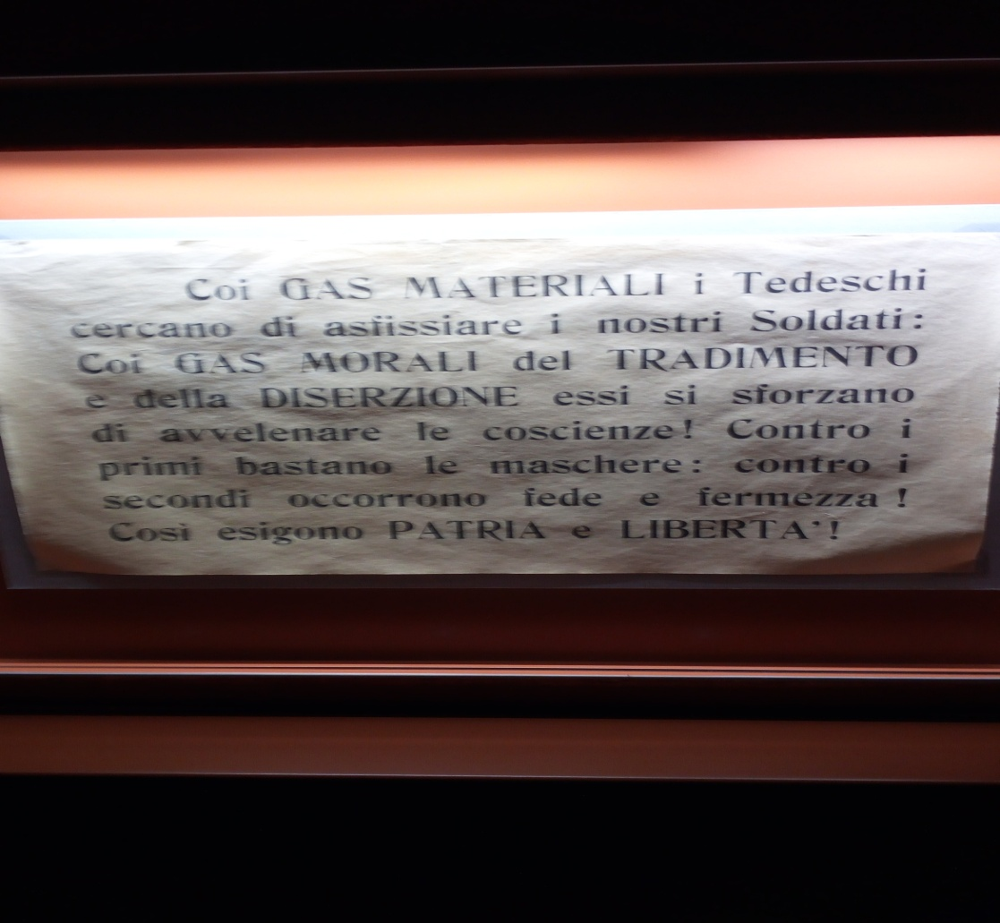 Coi GAS MATERIALI i Tedeschi
cercano di asfissiare i nostri Soldati:
Coi GAS MORALI del TRADIMENTO
e della DISERZIONE essi si sforzano
di avvelenare le coscienze! Contro i
primi bastano le maschere: contro i
secondi occorrono fede e fermezza!
Così esigono PATRIA e LIBERTA'!